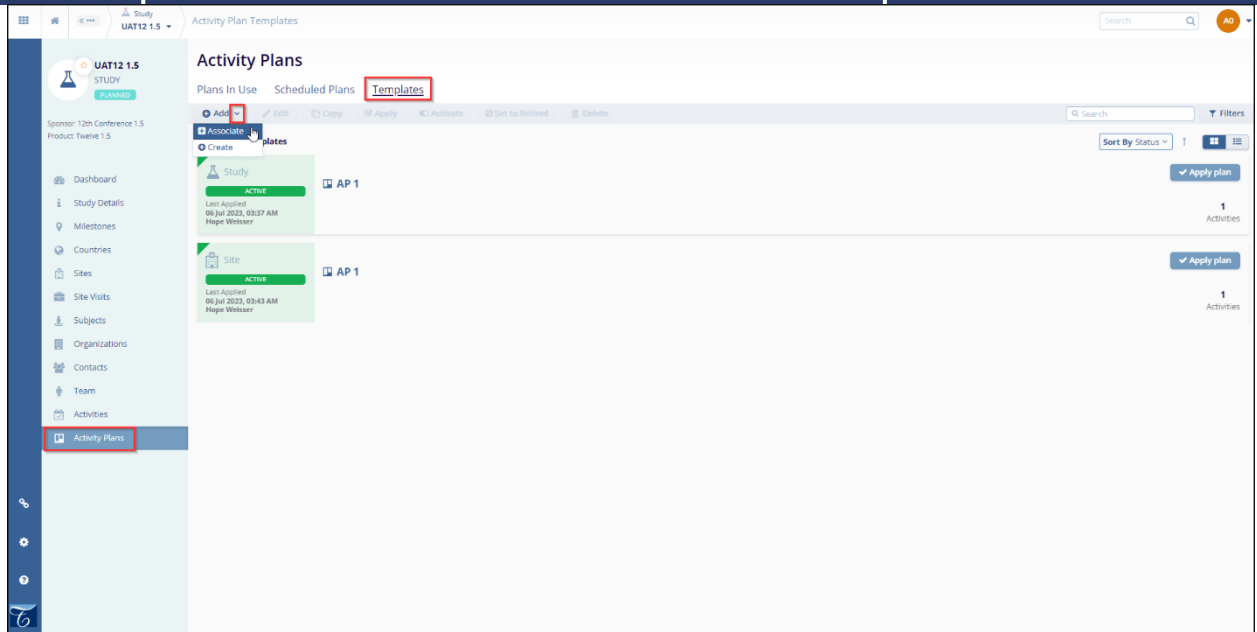 Study
UAT12 1.5
Activity Plan Templates
Search
AO
UAT12 1.5
STUDY
PLANNED
Sponsor 12th Conference 1.5
Product Twelve 1.5
Dashboard
Study Details
Milestones
Countries
Sites
Site Visits
Subjects
Organizations
Contacts
Team
Activities
Activity Plans
Activity Plans
Plans In Use Scheduled Plans Templates
Add Edit Copy Apply Activate Set to Retired Delete
Search
Filters
Associate
Create
plates
Sort By Status
Study
ACTIVE
Last Applied
06 Jul 2023, 03:37 AM
Hope Weisser
AP 1
Apply plan
1
Activities
Site
ACTIVE
Last Applied
06 Jul 2023, 03:43 AM
Hope Weisser
AP 1
Apply plan
1
Activities